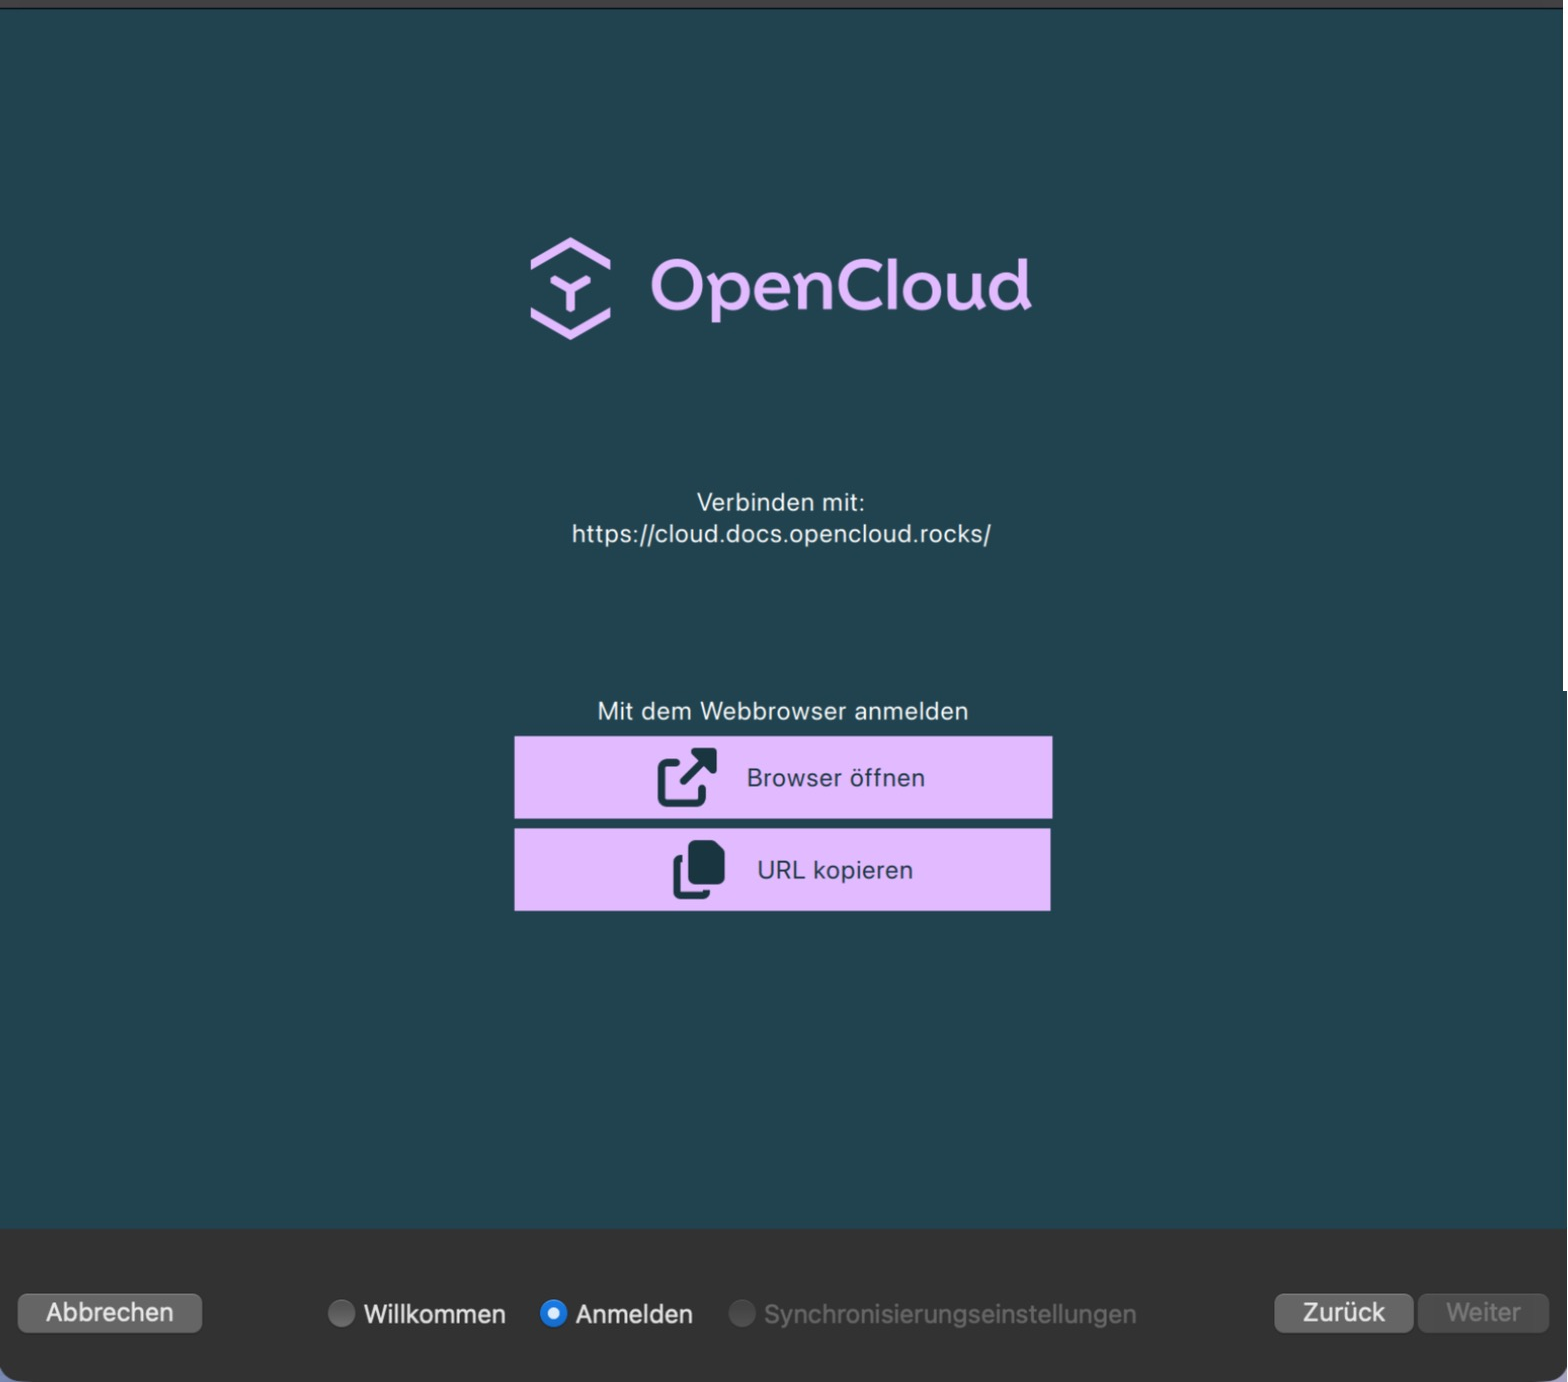 OpenCloud
Verbinden mit:
https://cloud.docs.opencloud.rocks/
Mit dem Webbrowser anmelden
Browser öffnen
URL kopieren
Abbrechen
Willkommen
Anmelden
Synchronisierungseinstellungen
Zurück
Weiter